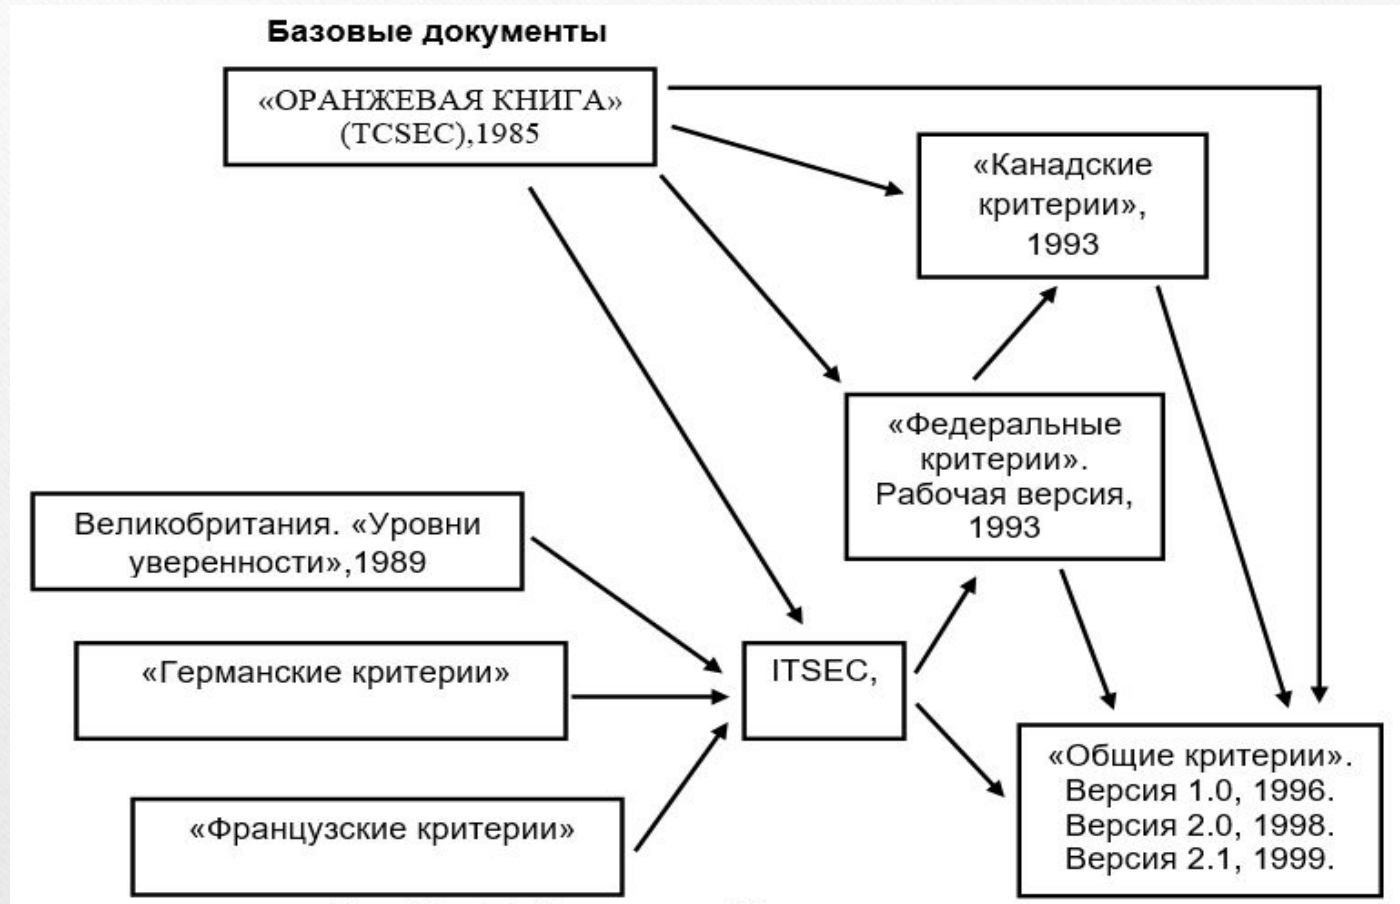 Базовые документы
«ОРАНЖЕВАЯ КНИГА»
(TCSEC),1985
«Канадские
критерии»,
1993
«Федеральные
критерии».
Рабочая версия,
1993
Великобритания. «Уровни
уверенности»,1989
«Германские критерии»
ITSEC,
«Французские критерии»
«Общие критерии».
Версия 1.0, 1996.
Версия 2.0, 1998.
Версия 2.1, 1999.